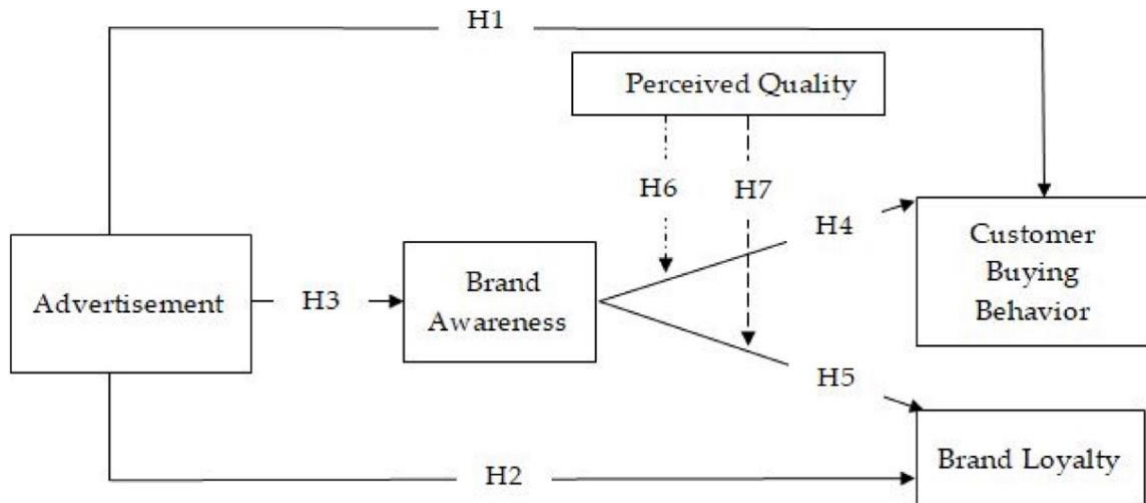 H1
Perceived Quality
H6
H7
H4
Customer
Buying
Behavior
Advertisement
H3
Brand
Awareness
H5
Brand Loyalty
H2